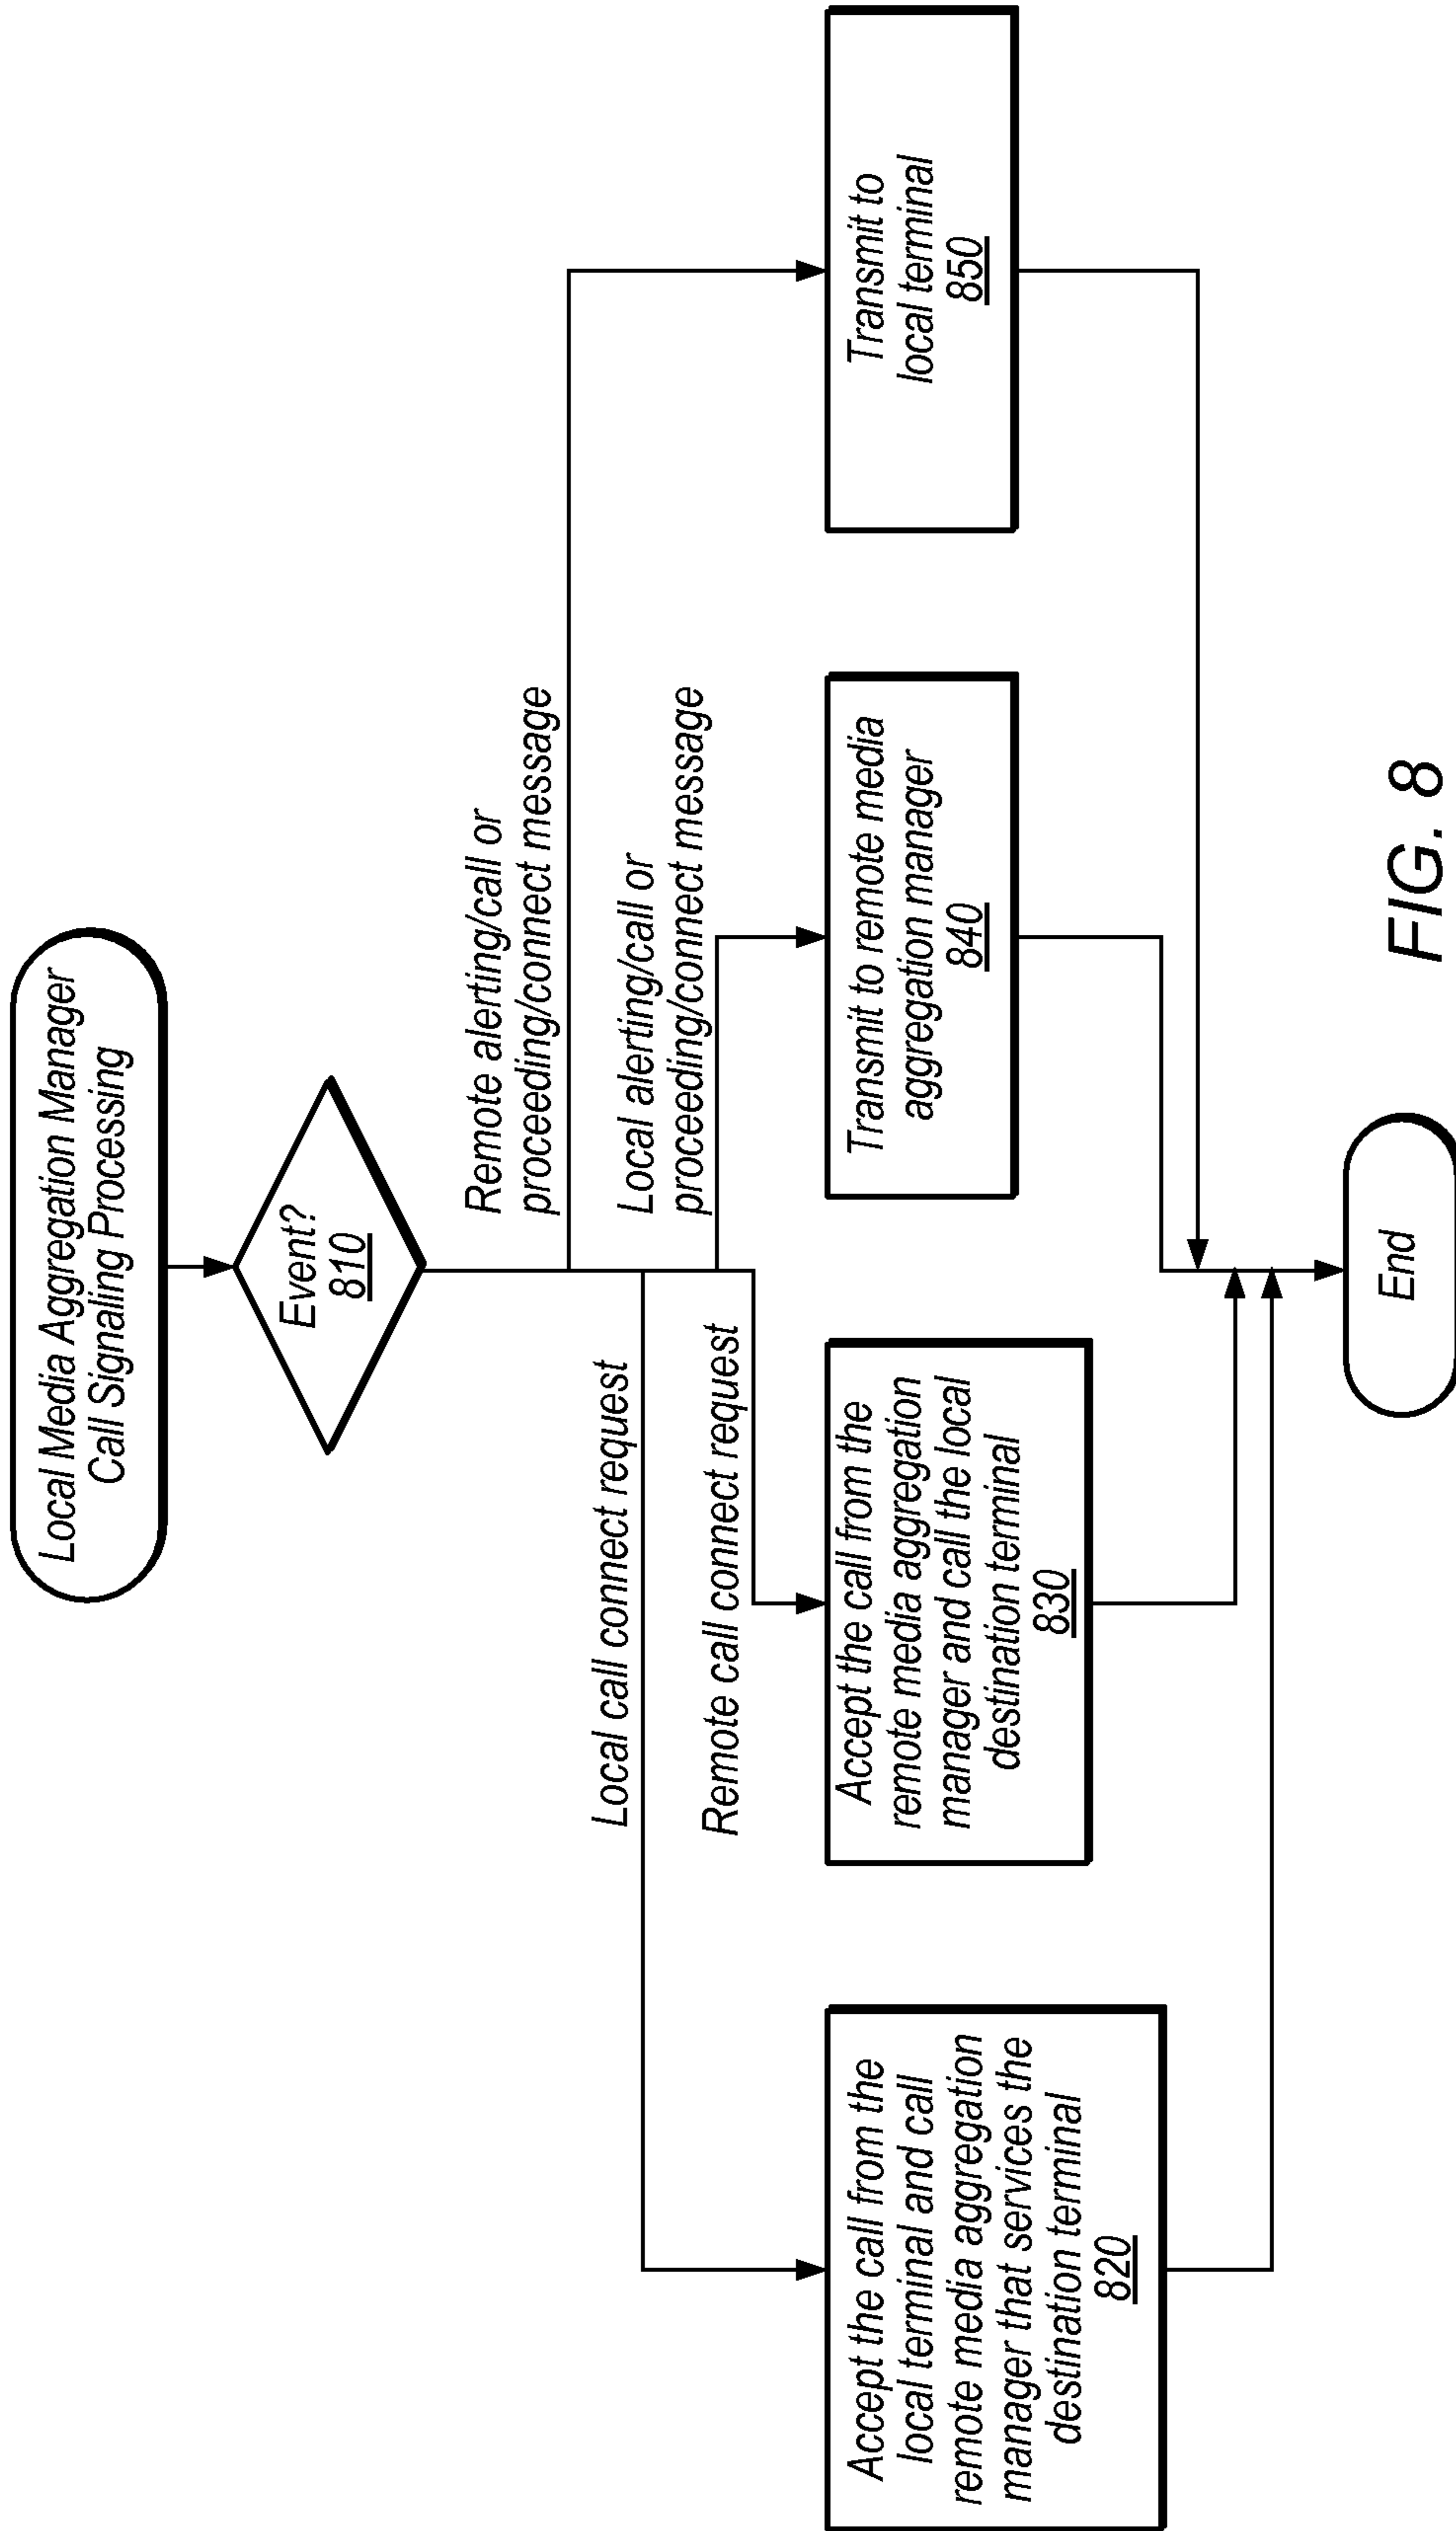 Local Media Aggregation Manager
Call Signaling Processing
Event?
810
Remote alerting/call or
proceeding/connect message
Local call connect request
Local alerting/call or
proceeding/connect message
Remote call connect request
Accept the call from the
local terminal and call
remote media aggregation
manager that services the
destination terminal
820
Accept the call from the
remote media aggregation
manager and call the local
destination terminal
830
Transmit to remote media
aggregation manager
840
Transmit to
local terminal
850
End
FIG. 8